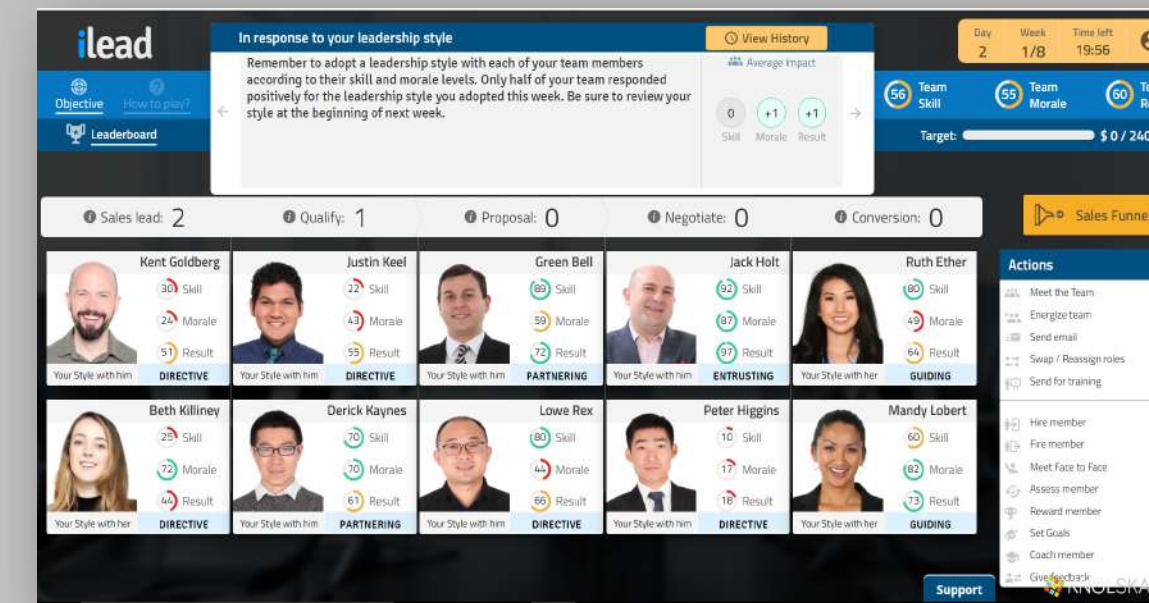 ilead
In response to your leadership style
View History
Day
2
Week
1/8
Time left
19:56
Remember to adopt a leadership style with each of your team members
according to their skill and morale levels. Only half of your team responded
positively for the leadership style you adopted this week. Be sure to review your
style at the beginning of next week.
Average Impact
0
+1
+1
Skill
Morale
Result
Objective
How to play?
Leaderboard
56
Team
Skill
55
Team
Morale
60
Target:
$ 0 / 240
Sales lead: 2
Qualify: 1
Proposal: 0
Negotiate: 0
Conversion: 0
Sales Funne
Kent Goldberg
30 Skill
24 Morale
51 Result
Your Style with him DIRECTIVE
Justin Keel
22 Skill
43 Morale
55 Result
Your Style with him DIRECTIVE
Green Bell
89 Skill
59 Morale
72 Result
Your Style with him PARTNERING
Jack Holt
92 Skill
87 Morale
97 Result
Your Style with him ENTRUSTING
Ruth Ether
80 Skill
49 Morale
64 Result
Your Style with her GUIDING
Beth Killiney
25 Skill
72 Morale
44 Result
Your Style with her DIRECTIVE
Derick Kaynes
70 Skill
70 Morale
61 Result
Your Style with him PARTNERING
Lowe Rex
80 Skill
44 Morale
66 Result
Your Style with him DIRECTIVE
Peter Higgins
10 Skill
17 Morale
18 Result
Your Style with him DIRECTIVE
Mandy Lobert
60 Skill
82 Morale
73 Result
Your Style with her GUIDING
Actions
Meet the Team
Energize team
Send email
Swap / Reassign roles
Send for training
Hire member
Fire member
Meet Face to Face
Assess member
Reward member
Set Goals
Coach member
Give feedback
KNOLSKA
Support